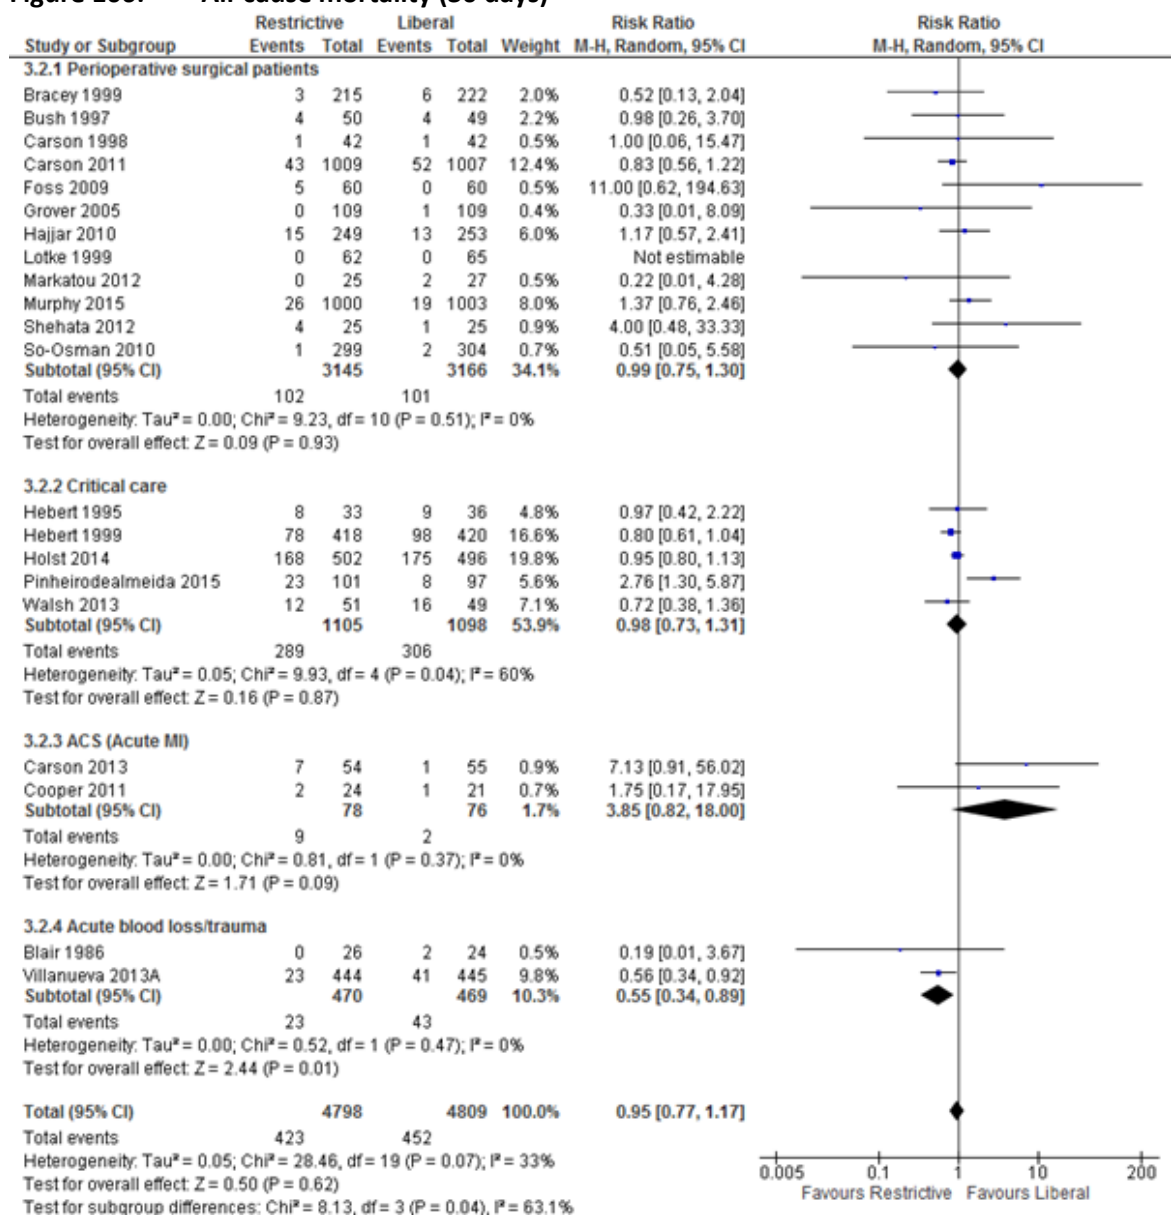 Restrictive Liberal Risk Ratio Risk Ratio
Study or Subgroup Events Total Events Total Weight M-H, Random, 95% CI M-H, Random, 95% CI
3.2.1 Perioperative surgical patients
Bracey 1999 3 215 6 222 2.0% 0.52 [0.13, 2.04]
Bush 1997 4 50 4 49 2.2% 0.98 [0.26, 3.70]
Carson 1998 1 42 1 42 0.5% 1.00 [0.06, 15.47]
Carson 2011 43 1009 52 1007 12.4% 0.83 [0.56, 1.22]
Foss 2009 5 60 0 60 0.5% 11.00 [0.62, 194.63]
Grover 2005 0 109 1 109 0.4% 0.33 [0.01, 8.09]
Hajjar 2010 15 249 13 253 6.0% 1.17 [0.57, 2.41]
Lotke 1999 0 62 0 65 Not estimable
Markatou 2012 0 25 2 27 0.5% 0.22 [0.01, 4.28]
Murphy 2015 26 1000 19 1003 8.0% 1.37 [0.76, 2.46]
Shehata 2012 4 25 1 25 0.9% 4.00 [0.48, 33.33]
So-Osman 2010 1 299 2 304 0.7% 0.51 [0.05, 5.58]
Subtotal (95% CI) 3145 3166 34.1% 0.99 [0.75, 1.30]
Total events 102 101
Heterogeneity: Tau² = 0.00; Chi² = 9.23, df = 10 (P = 0.51); I² = 0%
Test for overall effect: Z = 0.09 (P = 0.93)
3.2.2 Critical care
Hebert 1995 8 33 9 36 4.8% 0.97 [0.42, 2.22]
Hebert 1999 78 418 98 420 16.6% 0.80 [0.61, 1.04]
Holst 2014 168 502 175 496 19.8% 0.95 [0.80, 1.13]
Pinheirodealmeida 2015 23 101 8 97 5.6% 2.76 [1.30, 5.87]
Walsh 2013 12 51 16 49 7.1% 0.72 [0.38, 1.36]
Subtotal (95% CI) 1105 1098 53.9% 0.98 [0.73, 1.31]
Total events 289 306
Heterogeneity: Tau² = 0.05; Chi² = 9.93, df = 4 (P = 0.04); I² = 60%
Test for overall effect: Z = 0.16 (P = 0.87)
3.2.3 ACS (Acute MI)
Carson 2013 7 54 1 55 0.9% 7.13 [0.91, 56.02]
Cooper 2011 2 24 1 21 0.7% 1.75 [0.17, 17.95]
Subtotal (95% CI) 78 76 1.7% 3.85 [0.82, 18.00]
Total events 9 2
Heterogeneity: Tau² = 0.00; Chi² = 0.81, df = 1 (P = 0.37); I² = 0%
Test for overall effect: Z = 1.71 (P = 0.09)
3.2.4 Acute blood loss/trauma
Blair 1986 0 26 2 24 0.5% 0.19 [0.01, 3.67]
Villanueva 2013A 23 444 41 445 9.8% 0.56 [0.34, 0.92]
Subtotal (95% CI) 470 469 10.3% 0.55 [0.34, 0.89]
Total events 23 43
Heterogeneity: Tau² = 0.00; Chi² = 0.52, df = 1 (P = 0.47); I² = 0%
Test for overall effect: Z = 2.44 (P = 0.01)
Total (95% CI) 4798 4809 100.0% 0.95 [0.77, 1.17]
Total events 423 452
Heterogeneity: Tau² = 0.05; Chi² = 28.46, df = 19 (P = 0.07); I² = 33%
Test for overall effect: Z = 0.50 (P = 0.62)
Test for subgroup differences: Chi² = 8.13, df = 3 (P = 0.04), I² = 63.1%
0.005 0.1 1 10 200
Favours Restrictive Favours Liberal